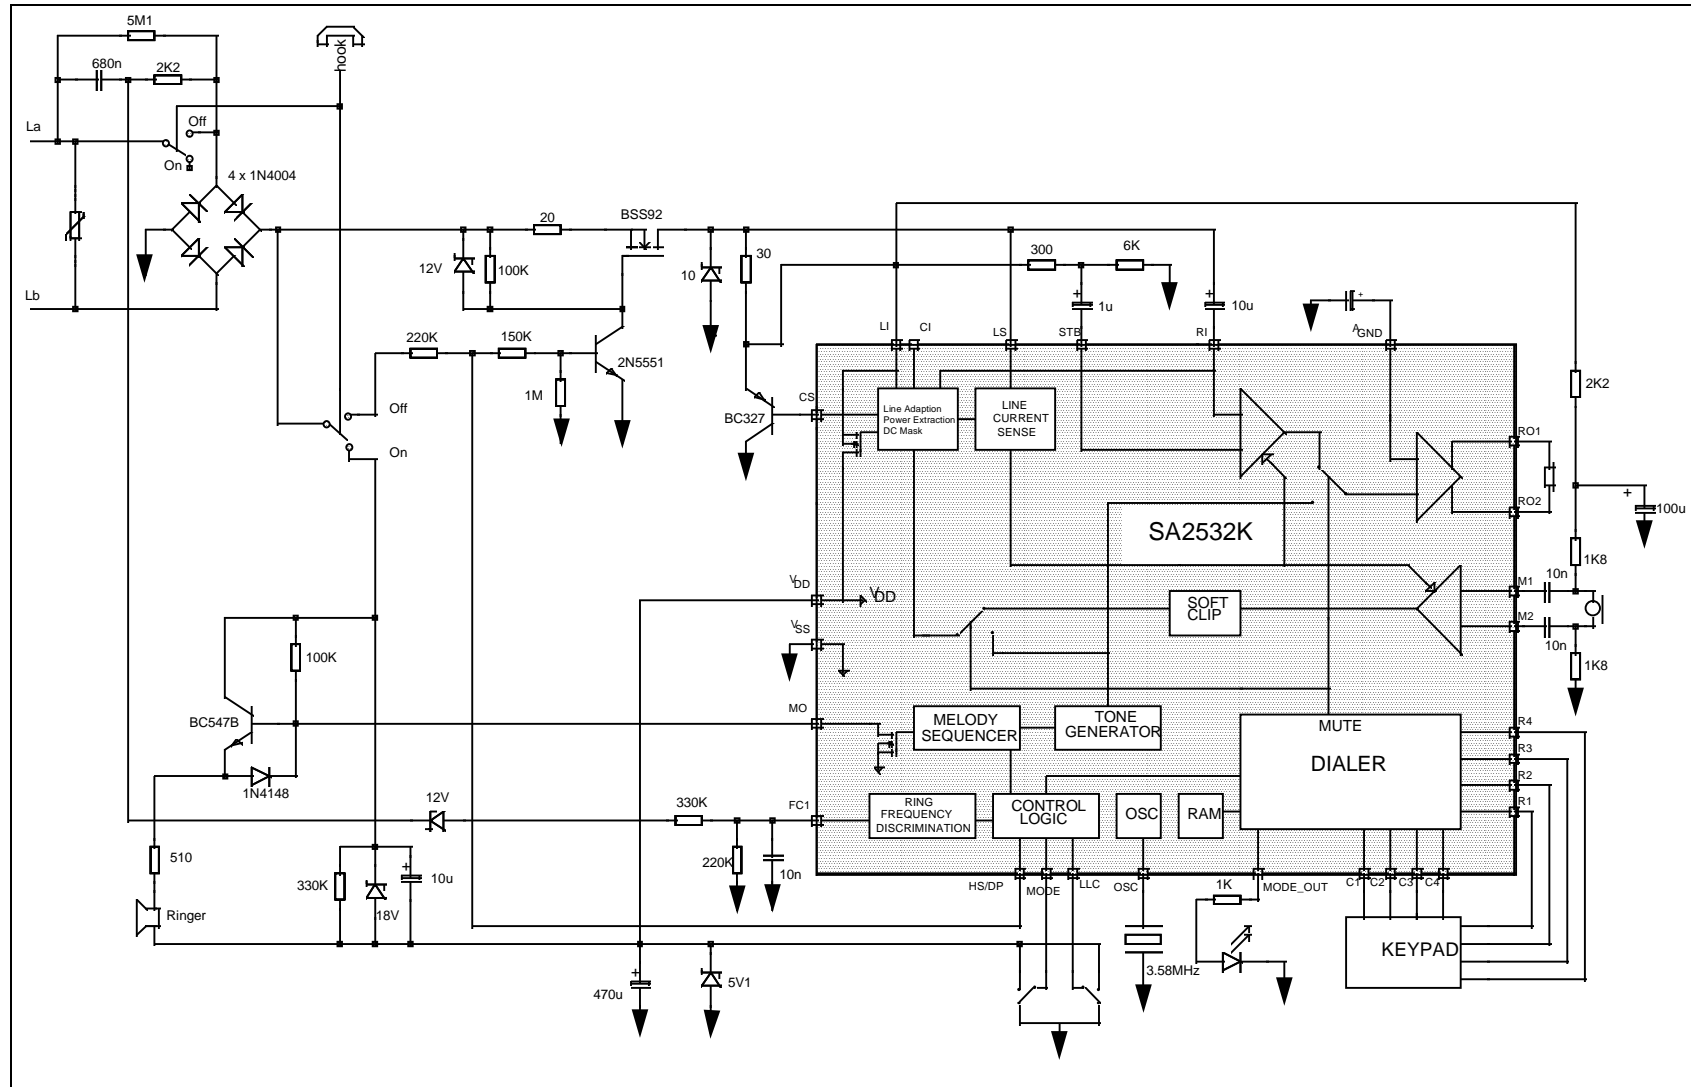 5M1
hook
680n
2K2
La
Off
On
4 x 1N4004
20
BSS92
12V
100K
10
30
300
6K
Lb
1u
10u
+
+
+
A
GND
LI
CI
LS
STB
RI
220K
150K
2N5551
1M
2K2
CS
BC327
Line Adaption
Power Extraction
DC Mask
LINE
CURRENT
SENSE
Off
On
RO1
RO2
+
100u
SA2532K
1K8
10n
M1
M2
10n
1K8
V
DD
V
DD
SOFT
CLIP
V
SS
100K
BC547B
MO
MELODY
SEQUENCER
TONE
GENERATOR
MUTE
DIALER
R4
R3
R2
R1
1N4148
12V
330K
FC1
RING
FREQUENCY
DISCRIMINATION
CONTROL
LOGIC
OSC
RAM
510
330K
+
10u
18V
220K
10n
HS/DP
MODE
LLC
OSC
1K
MODE_OUT
C1
C2
C3
C4
Ringer
KEYPAD
3.58MHz
+
470u
5V1